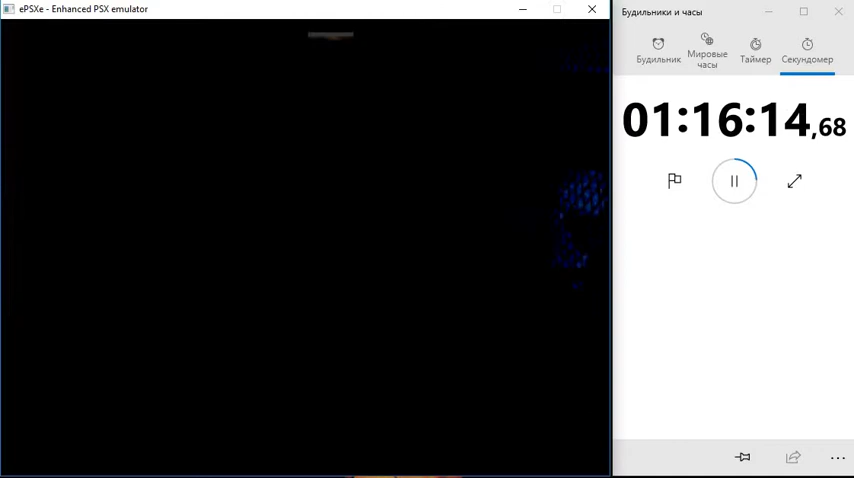 ePSXe - Enhanced PSX emulator
Будильники и часы
Будильник
Мировые часы
Таймер
Секундомер
01:16:14,68